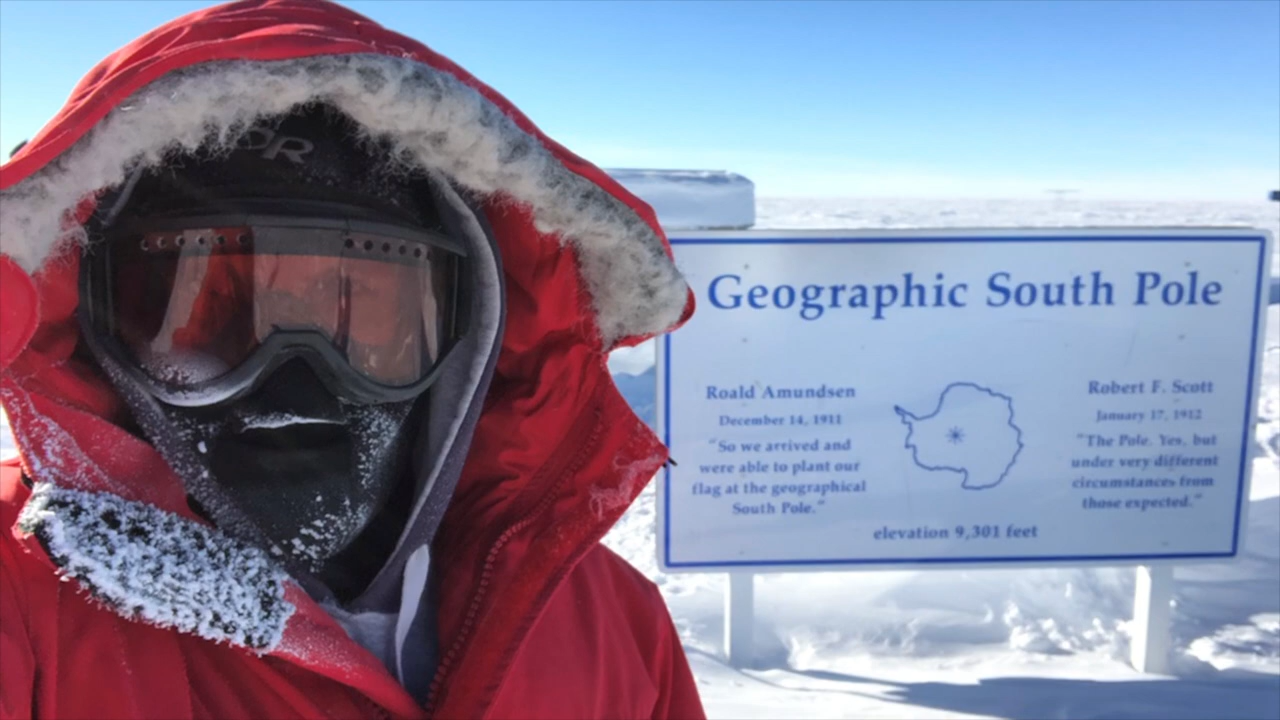 OR
Geographic South Pole
Roald Amundsen
December 14, 1911
"So we arrived and
were able to plant our
flag at the geographical
South Pole."
Robert F. Scott
January 17, 1912
"The Pole. Yes, but
under very different
circumstances from
those expected."
elevation 9,301 feet